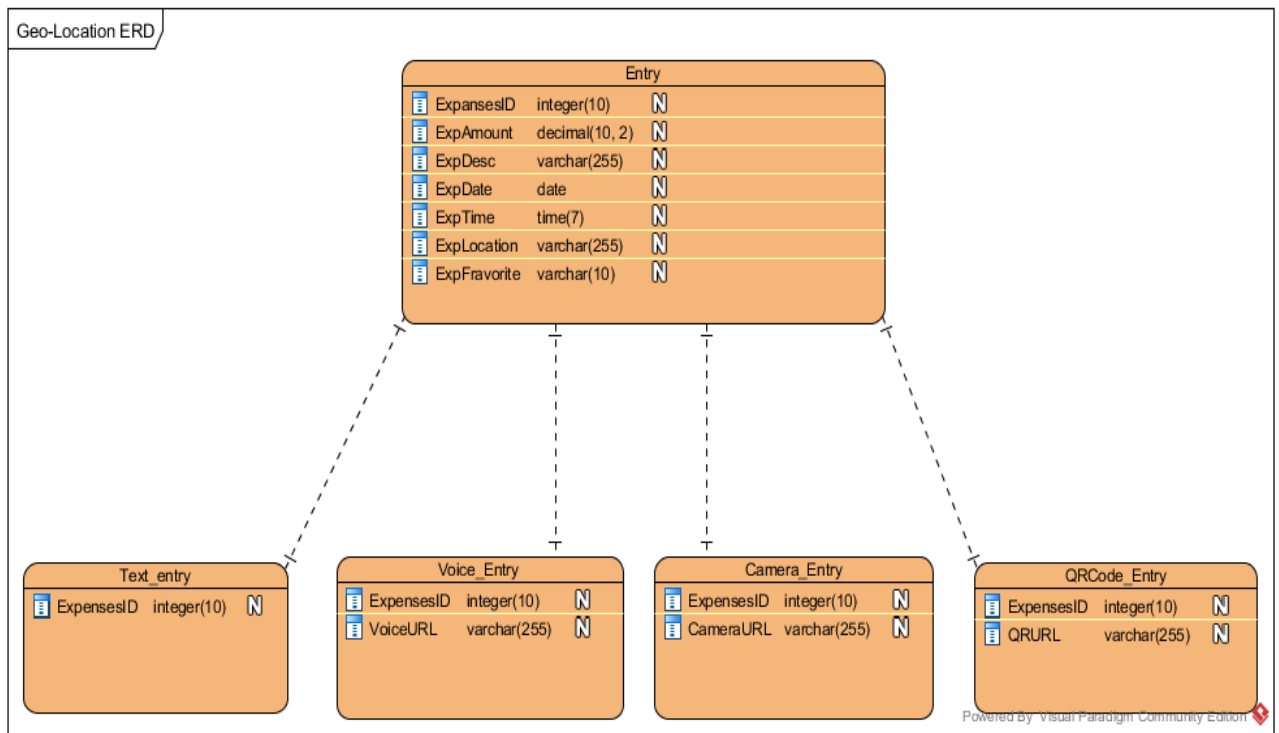 Geo-Location ERD
Entry
ExpansesID integer(10) N
ExpAmount decimal(10, 2) N
ExpDesc varchar(255) N
ExpDate date N
ExpTime time(7) N
ExpLocation varchar(255) N
ExpFravorite varchar(10) N
Text_entry
ExpensesID integer(10) N
Voice_Entry
ExpensesID integer(10) N
VoiceURL varchar(255) N
Camera_Entry
ExpensesID integer(10) N
CameraURL varchar(255) N
QRCode_Entry
ExpensesID integer(10) N
QRURL varchar(255) N
Powered By Visual Paradigm Community Edition